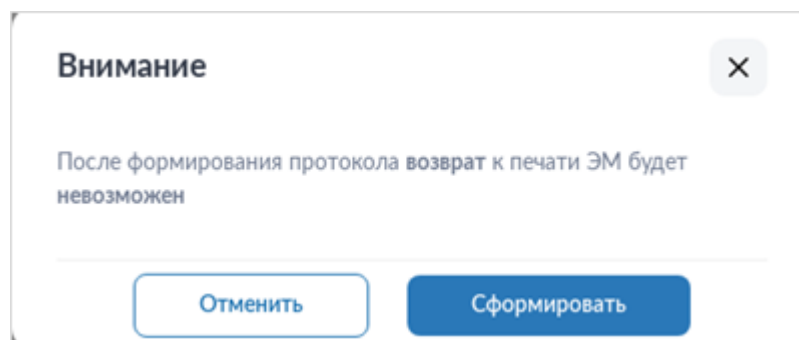 Внимание
После формирования протокола возврат к печати ЭМ будет
невозможен
Отменить
Сформировать